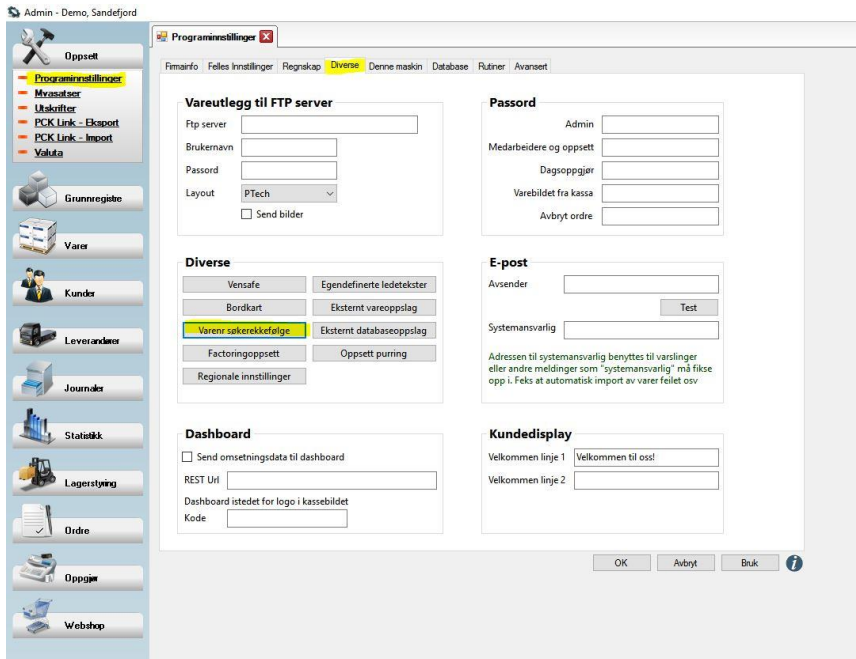 Admin - Demo, Sandefjord
Oppsett
Programinnstillinger
Mvasatser
Utskrifter
PCK Link - Eksport
PCK Link - Import
Valuta
Grunnregistre
Varer
Kunder
Leverandører
Journaler
Statistikk
Lagerstyring
Ordre
Oppgjør
Webshop
Programinnstillinger
Firmainfo Felles Innstillinger Regnskap Diverse Denne maskin Database Rutiner Avansert
Vareutlegg til FTP server
Ftp server
Brukernavn
Passord
Layout PTech
Send bilder
Passord
Admin
Medarbeidere og oppsett
Dagsoppgjør
Varebildet fra kassa
Avbryt ordre
Diverse
Vensafe Egendefinerte ledetekster
Bordkart Eksternt vareoppslag
Varenr søkerekkefølge Eksternt databaseoppslag
Factoringoppsett Oppsett purring
Regionale innstillinger
E-post
Avsender
Test
Systemansvarlig
Adressen til systemansvarlig benyttes til varslinger
eller andre meldinger som "systemansvarlig" må fikse
opp i. Feks at automatisk import av varer feilet osv
Dashboard
Send omsetningsdata til dashboard
REST Url
Dashboard istedet for logo i kassebildet
Kode
Kundedisplay
Velkommen linje 1 Velkommen til oss!
Velkommen linje 2
OK Avbryt Bruk i